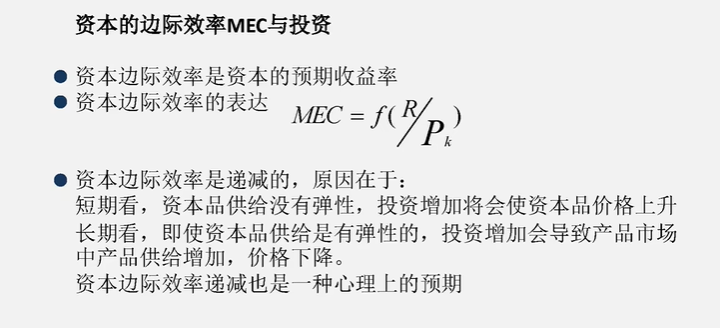 资本的边际效率MEC与投资
● 资本边际效率是资本的预期收益率
● 资本边际效率的表达 MEC = f(R/Pk)
● 资本边际效率是递减的，原因在于：
短期看，资本品供给没有弹性，投资增加将会使资本品价格上升
长期看，即使资本品供给是有弹性的，投资增加会导致产品市场
中产品供给增加，价格下降。
资本边际效率递减也是一种心理上的预期